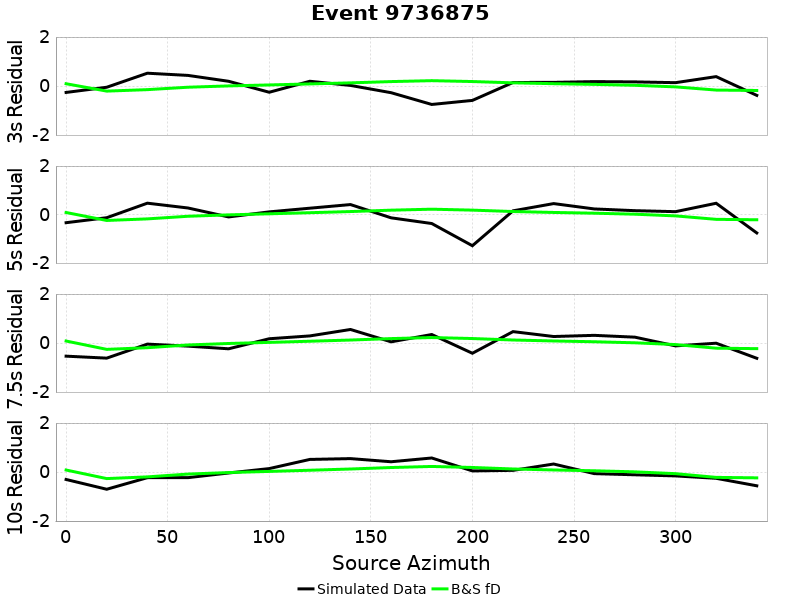 Event 9736875
3s Residual
2
0
-2
5s Residual
2
0
-2
7.5s Residual
2
0
-2
10s Residual
2
0
-2
0 50 100 150 200 250 300
Source Azimuth
Simulated Data B&S fD